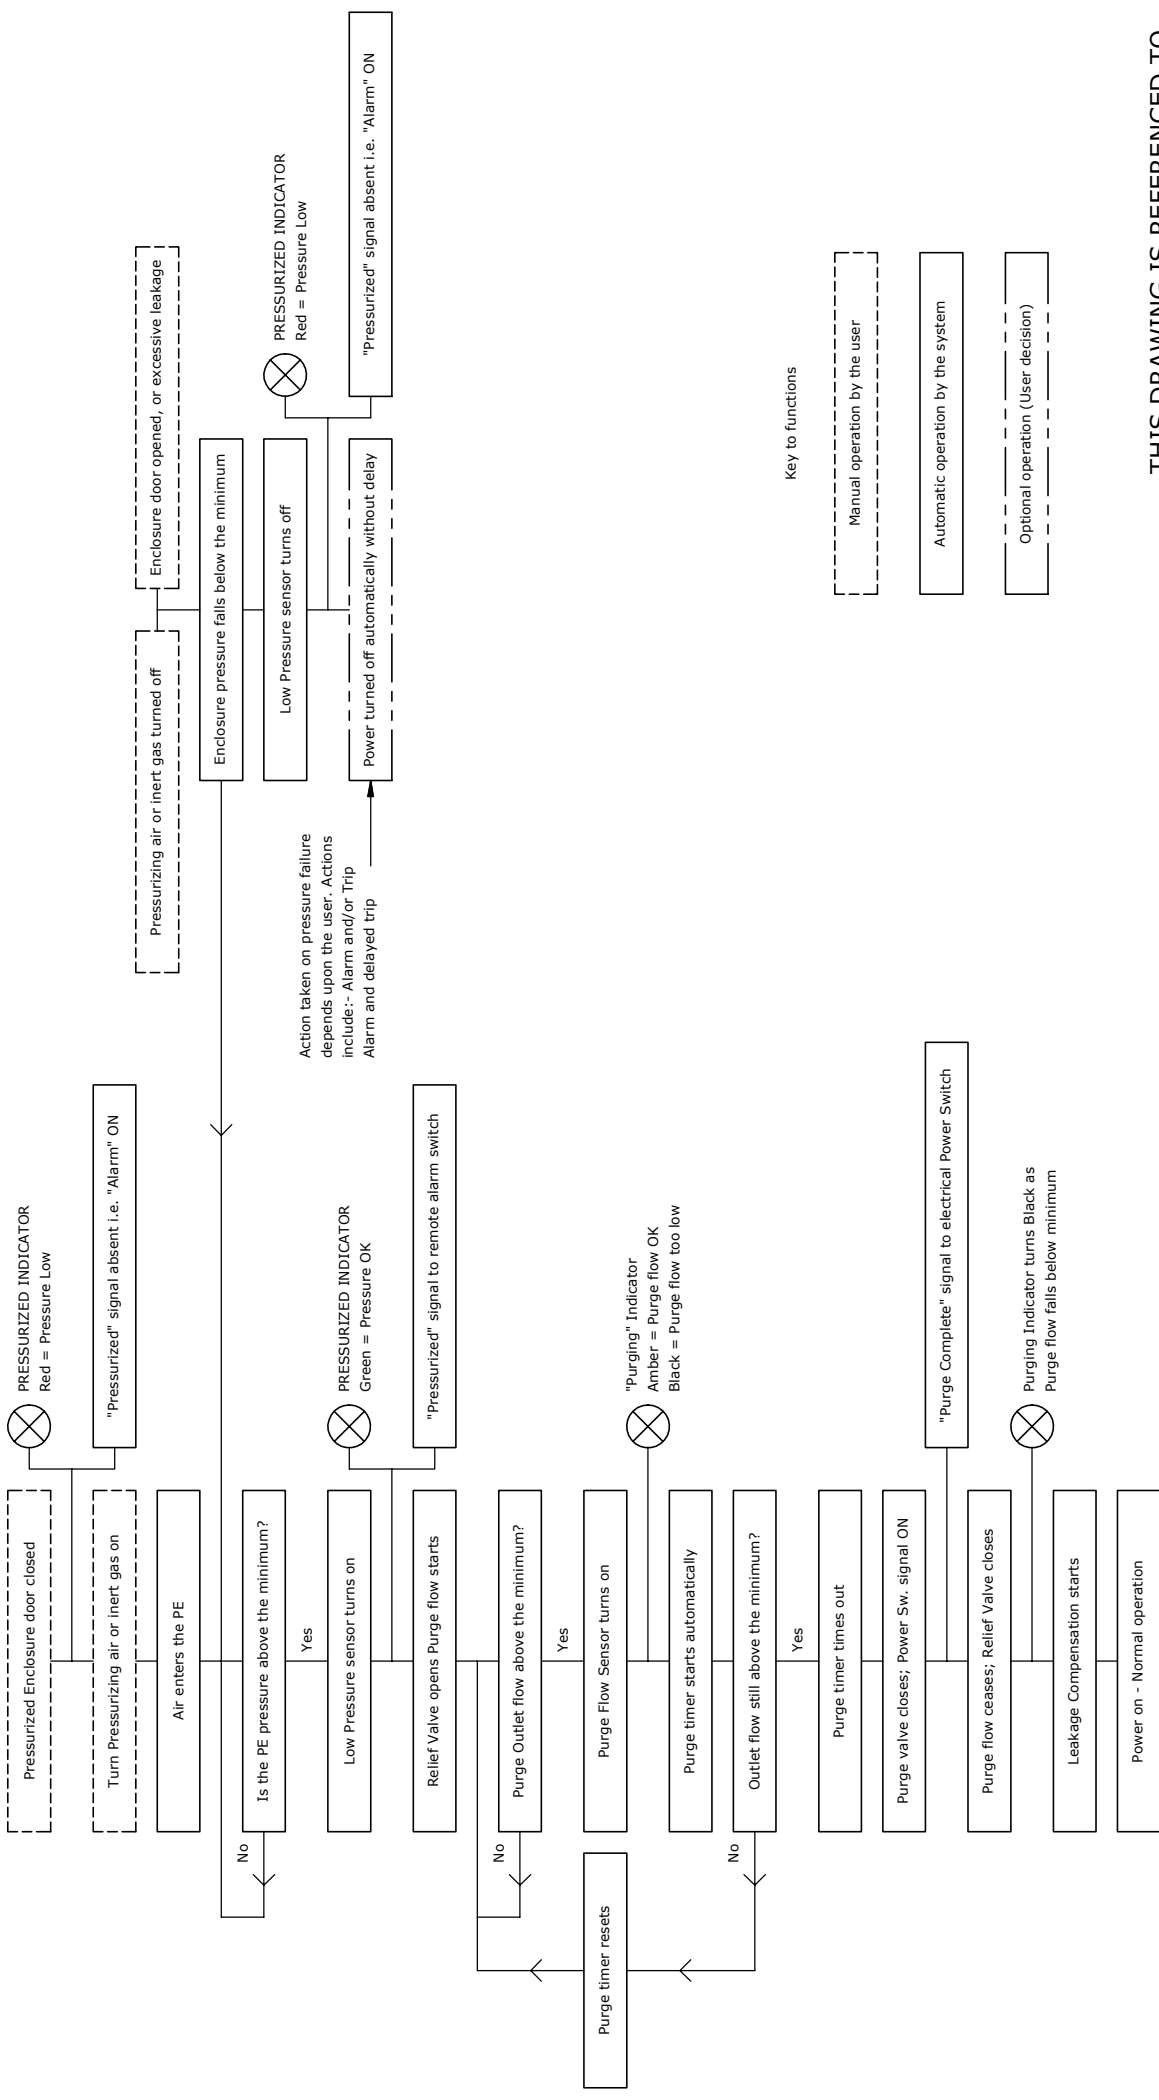 Pressurized Enclosure door closed
PRESSURIZED INDICATOR
Red = Pressure Low
"Pressurized" signal absent i.e. "Alarm" ON
Turn Pressurizing air or inert gas on
Air enters the PE
Is the PE pressure above the minimum?
No
Yes
Low Pressure sensor turns on
PRESSURIZED INDICATOR
Green = Pressure OK
"Pressurized" signal to remote alarm switch
Relief Valve opens Purge flow starts
Purge Outlet flow above the minimum?
No
Yes
Purge Flow Sensor turns on
"Purging" Indicator
Amber = Purge flow OK
Black = Purge flow too low
Purge timer resets
Purge timer starts automatically
Outlet flow still above the minimum?
No
Yes
Purge timer times out
Purge valve closes; Power Sw. signal ON
"Purge Complete" signal to electrical Power Switch
Purge flow ceases; Relief Valve closes
Purging Indicator turns Black as
Purge flow falls below minimum
Leakage Compensation starts
Power on - Normal operation
Pressurizing air or inert gas turned off
Enclosure door opened, or excessive leakage
Enclosure pressure falls below the minimum
Low Pressure sensor turns off
PRESSURIZED INDICATOR
Red = Pressure Low
"Pressurized" signal absent i.e. "Alarm" ON
Action taken on pressure failure
depends upon the user. Actions
include:- Alarm and/or Trip
Alarm and delayed trip
Power turned off automatically without delay
Key to functions
Manual operation by the user
Automatic operation by the system
Optional operation (User decision)
THIS DRAWING IS REFERENCED TO